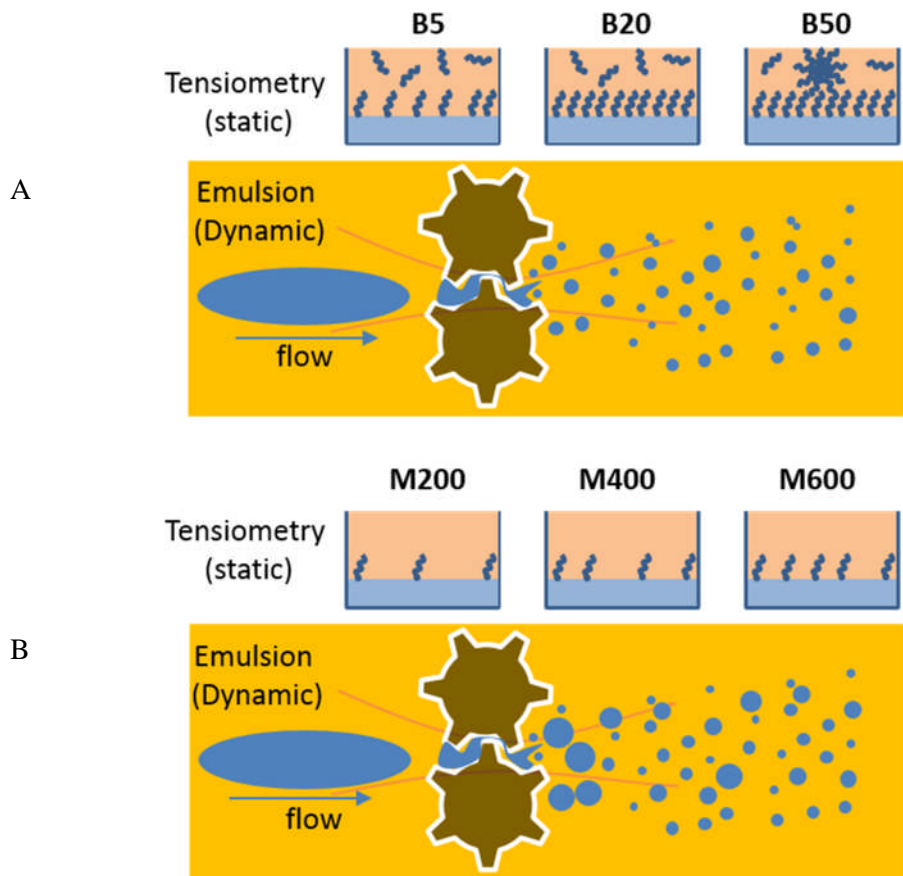 B5 B20 B50
Tensiometry
(static)
A
Emulsion
(Dynamic)
flow
M200 M400 M600
Tensiometry
(static)
B
Emulsion
(Dynamic)
flow